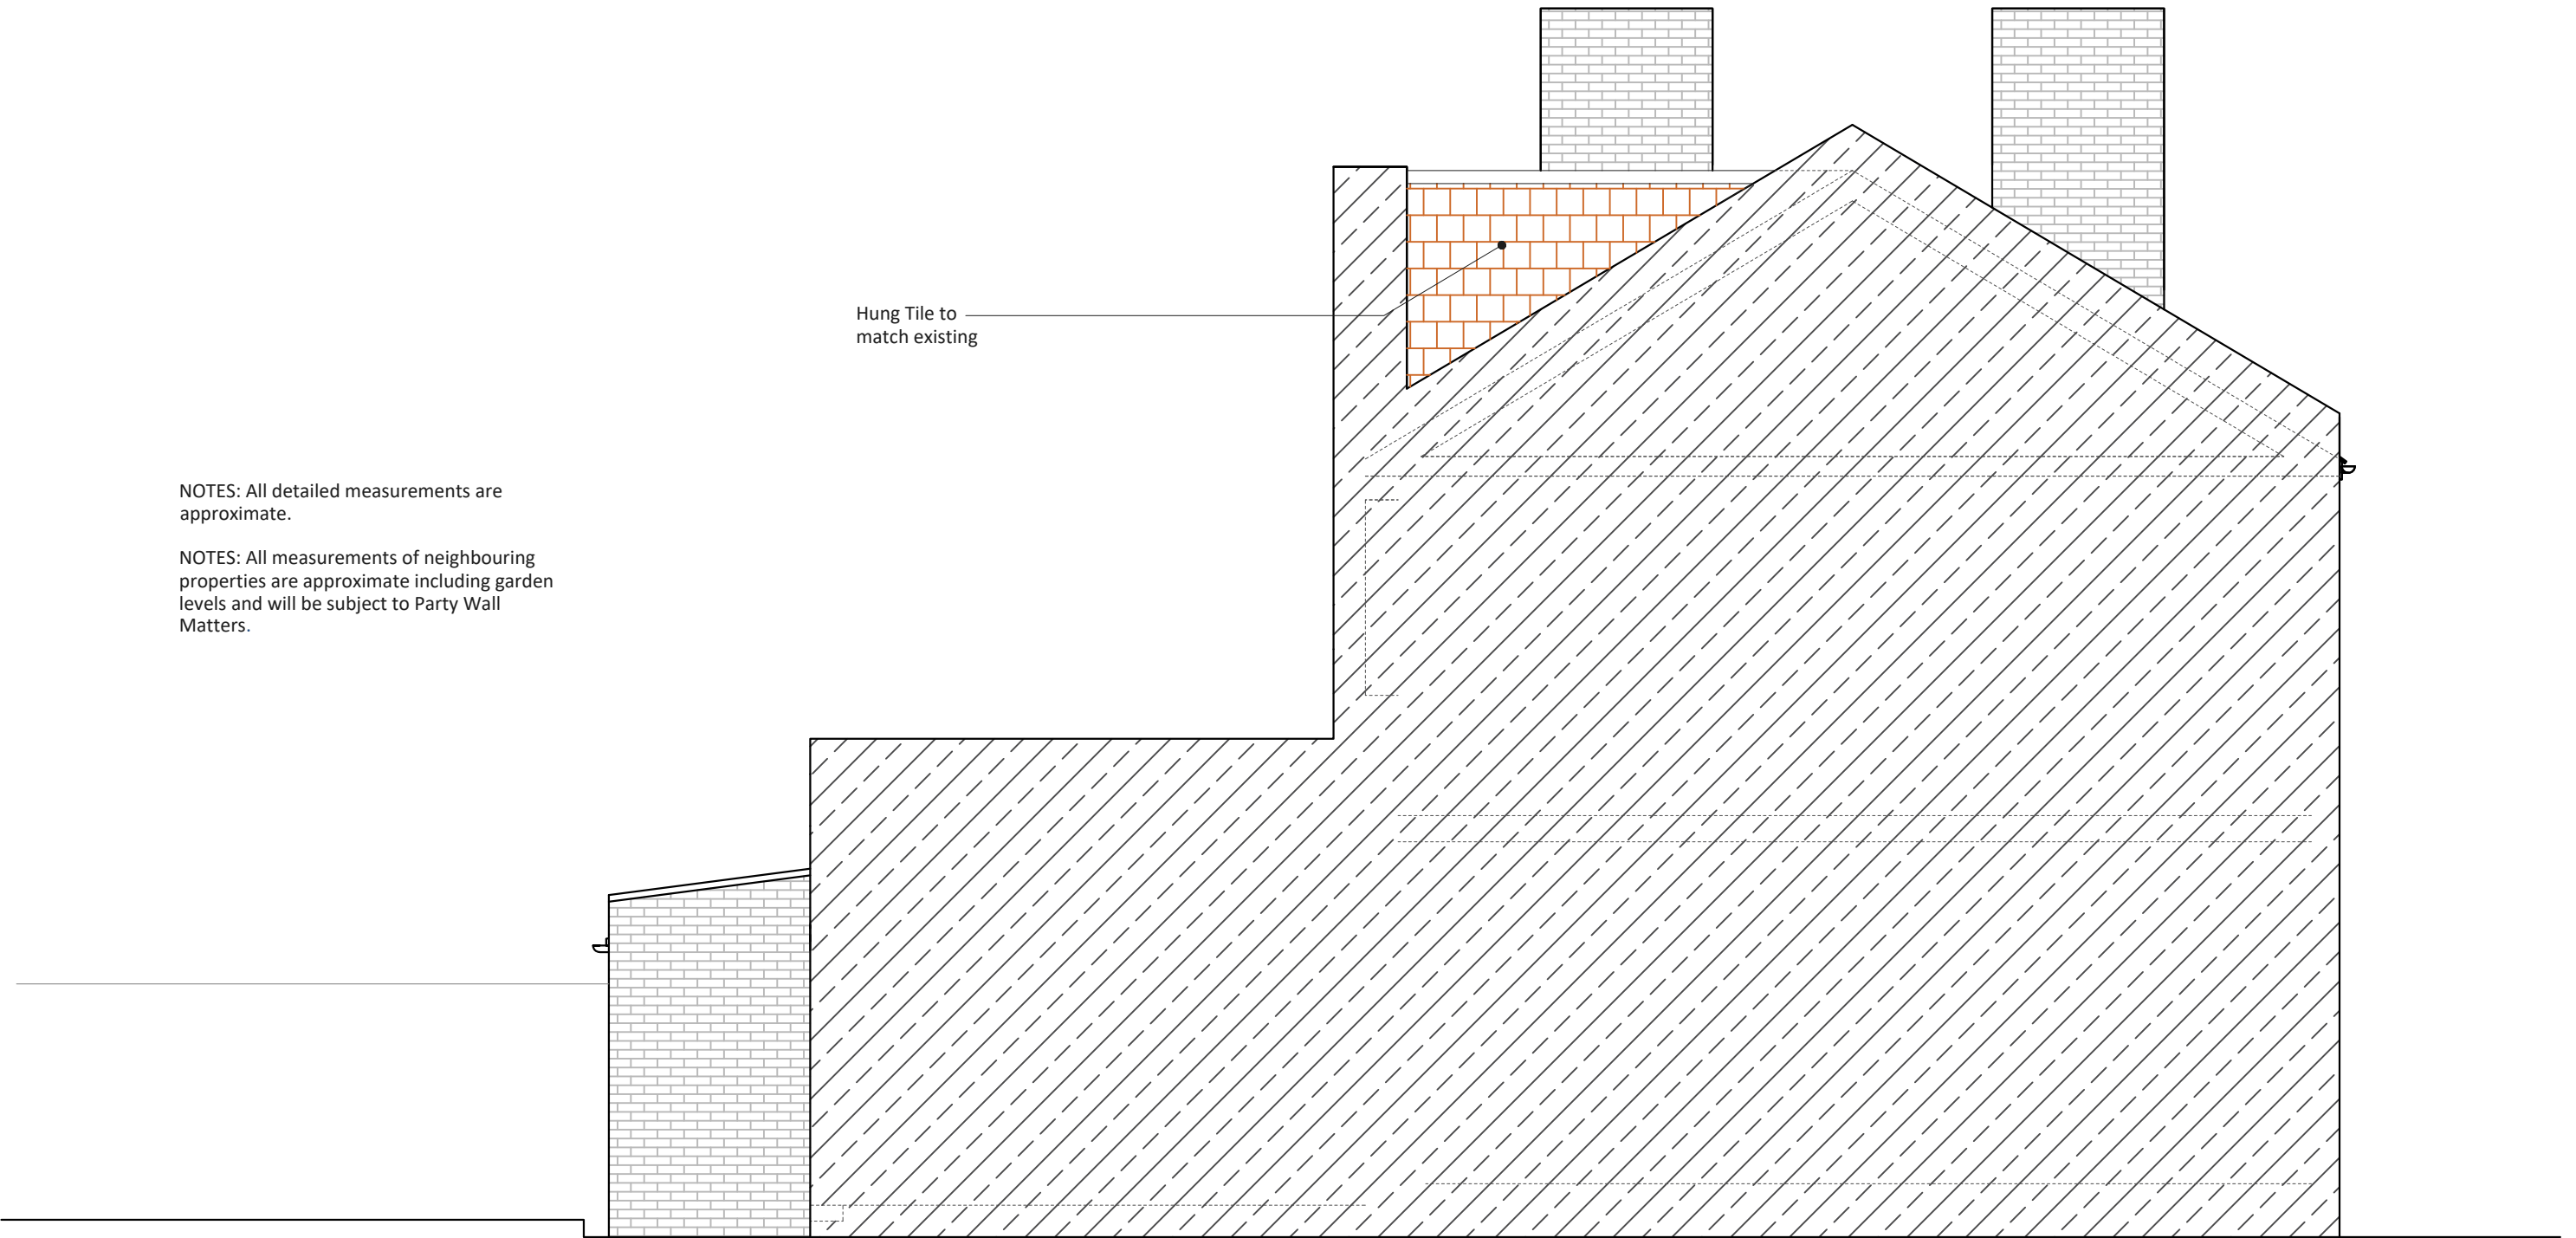 Hung Tile to
match existing
NOTES: All detailed measurements are
approximate.
NOTES: All measurements of neighbouring
properties are approximate including garden
levels and will be subject to Party Wall
Matters.